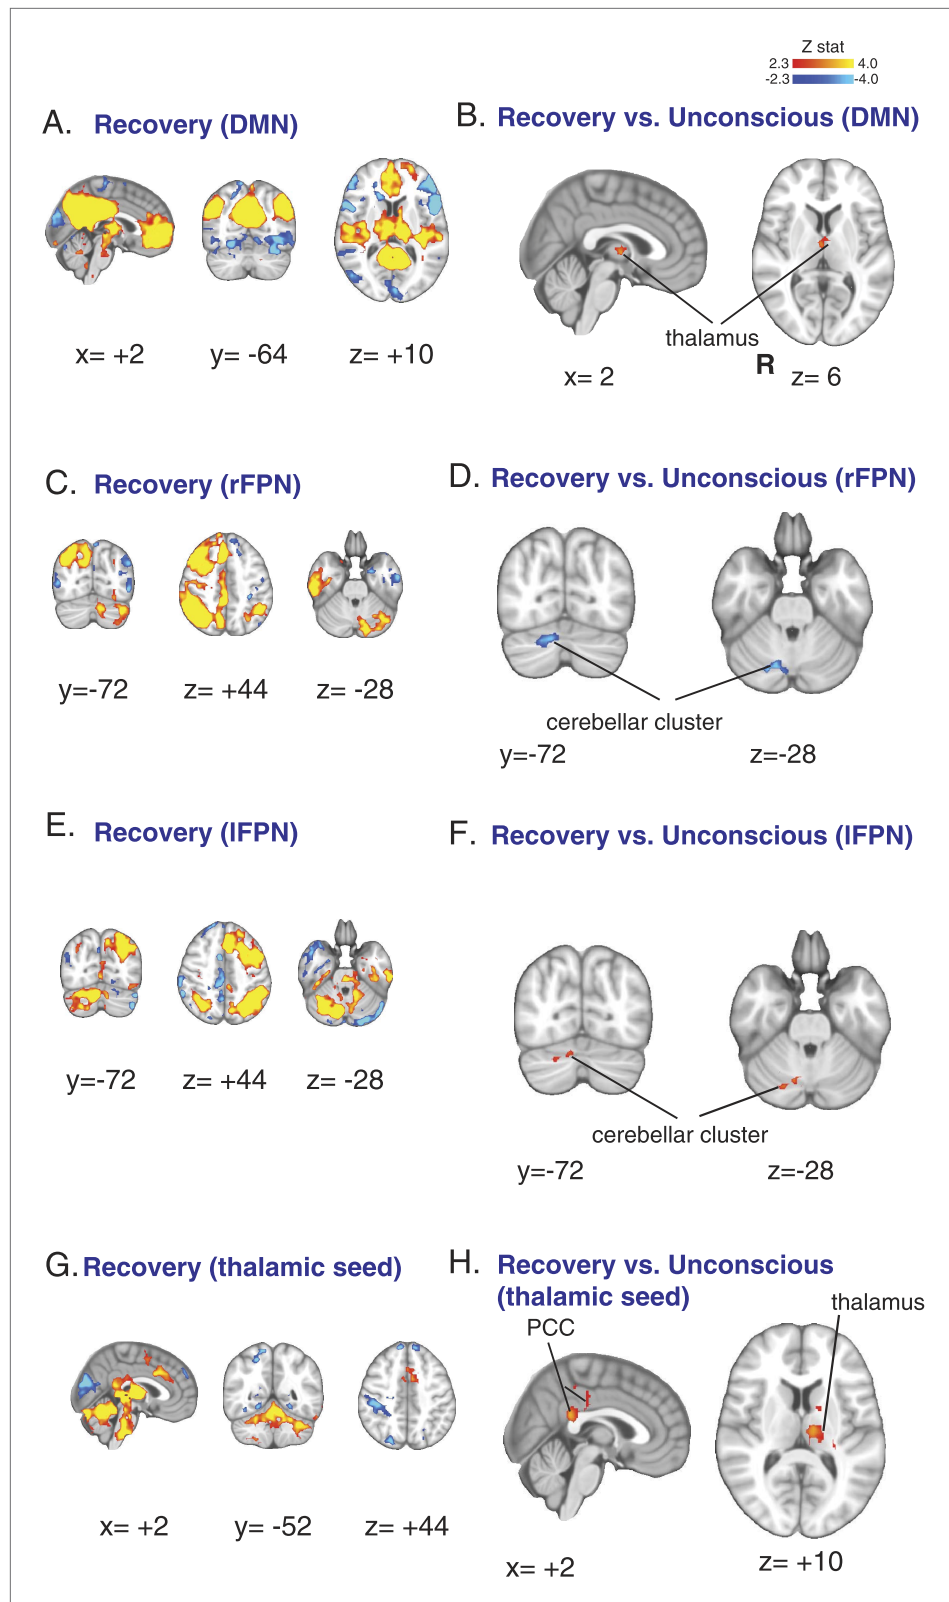 Z stat
2.3 4.0
-2.3 -4.0
A. Recovery (DMN)
x= +2 y= -64 z= +10
B. Recovery vs. Unconscious (DMN)
thalamus
R
x= 2 z= 6
C. Recovery (rFPN)
y=-72 z= +44 z= -28
D. Recovery vs. Unconscious (rFPN)
cerebellar cluster
y=-72 z=-28
E. Recovery (lFPN)
y=-72 z= +44 z= -28
F. Recovery vs. Unconscious (lFPN)
cerebellar cluster
y=-72 z=-28
G. Recovery (thalamic seed)
x= +2 y= -52 z= +44
H. Recovery vs. Unconscious
(thalamic seed)
thalamus
PCC
x= +2 z= +10